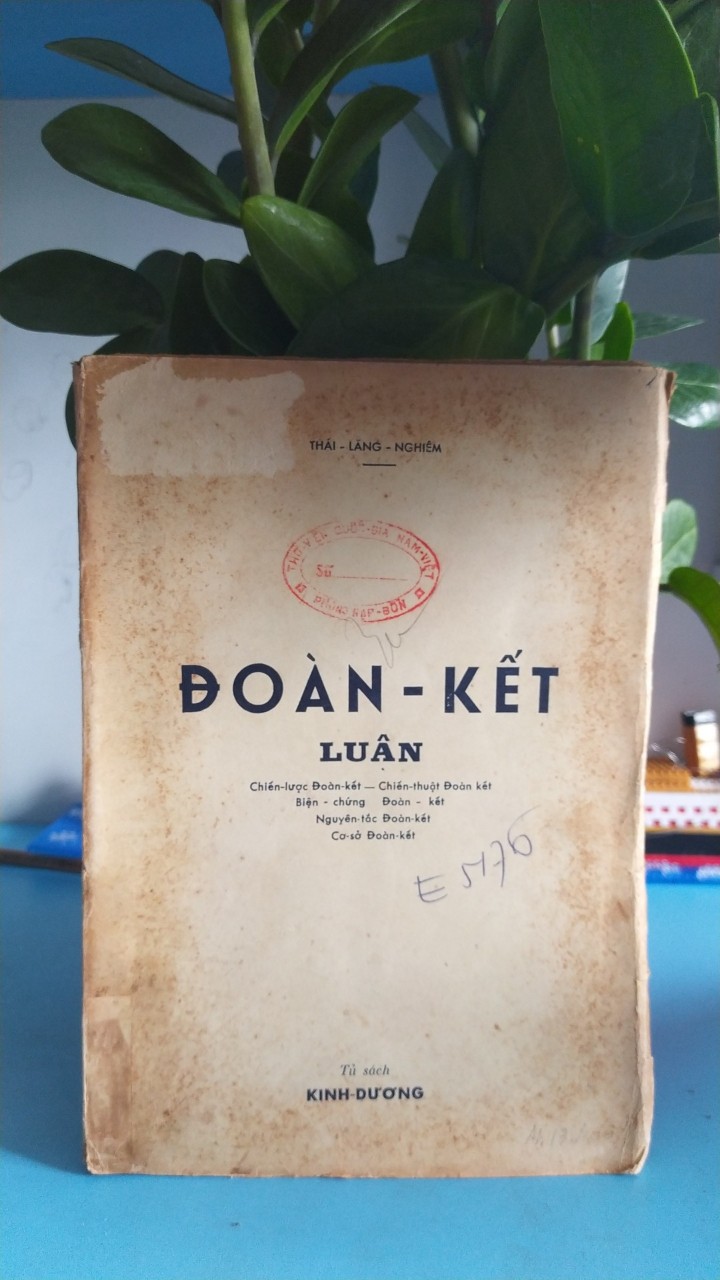 THÁI - LĂNG - NGHIÊM
THƯ VIỆN QUỐC-GIA NAM-VIỆT
Số
PHÒNG NẠP-BỔN
ĐOÀN - KẾT
LUẬN
Chiến-lược Đoàn-kết — Chiến-thuật Đoàn kết
Biện - chứng Đoàn - kết
Nguyên-tắc Đoàn-kết
Cơ-sở Đoàn-kết
E 5176
Tủ sách
KINH-DƯƠNG